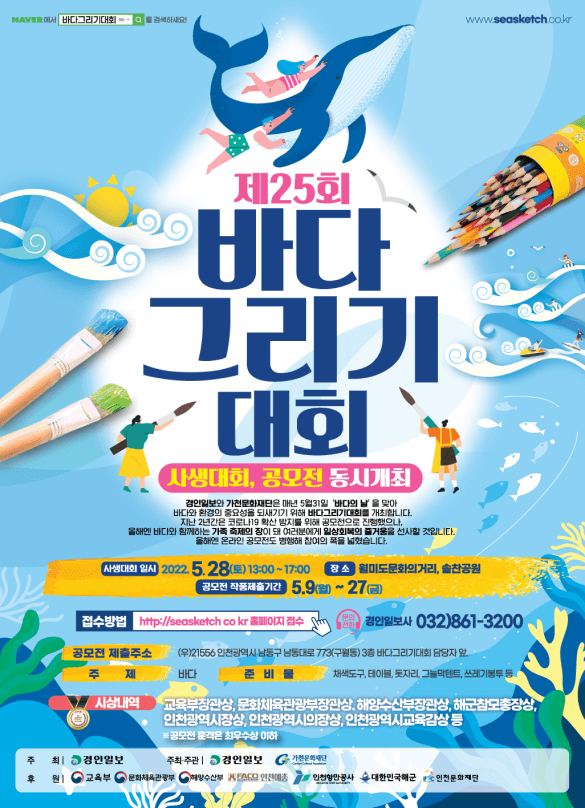 NAVER에서 바다그리기대회 를 검색하세요!
www.seasketch.co.kr
제25회
바다
그리기
대회
사생대회, 공모전 동시개최
경인일보와 가천문화재단은 매년 5월31일 '바다의 날'을 맞아
바다와 환경의 중요성을 되새기기 위해 바다그리기대회를 개최합니다.
지난 2년간은 코로나19 확산 방지를 위해 공모전으로 진행했으나,
올해엔 바다와 함께하는 가족 축제의 장이 돼 여러분에게 일상회복의 즐거움을 선사할 것입니다.
올해엔 온라인 공모전도 병행해 참여의 폭을 넓혔습니다.
사생대회 일시 2022. 5.28(토) 13:00 ~ 17:00 장 소 월미도문화의거리, 솔찬공원
공모전 작품제출기간 5.9(월) ~ 27(금)
접수방법 http://seasketch co kr 홈페이지 접수 문의전화 경인일보사 032)861-3200
공모전 제출주소 (우)21556 인천광역시 남동구 남동대로 773(구월동) 3층 바다그리기대회 담당자 앞.
주 제 바다 준 비 물 채색도구, 테이블, 돗자리, 그늘막텐트, 쓰레기봉투 등
시상내역 교육부장관상, 문화체육관광부장관상, 해양수산부장관상, 해군참모총장상,
인천광역시장상, 인천광역시의장상, 인천광역시교육감상 등
※공모전 훈격은 최우수상 이하
주 최 경인일보 주최·주관 경인일보 가천문화재단
후 원 교육부 문화체육관광부 해양수산부 FACO 인천예총 인천항만공사 대한민국해군 인천문화재단